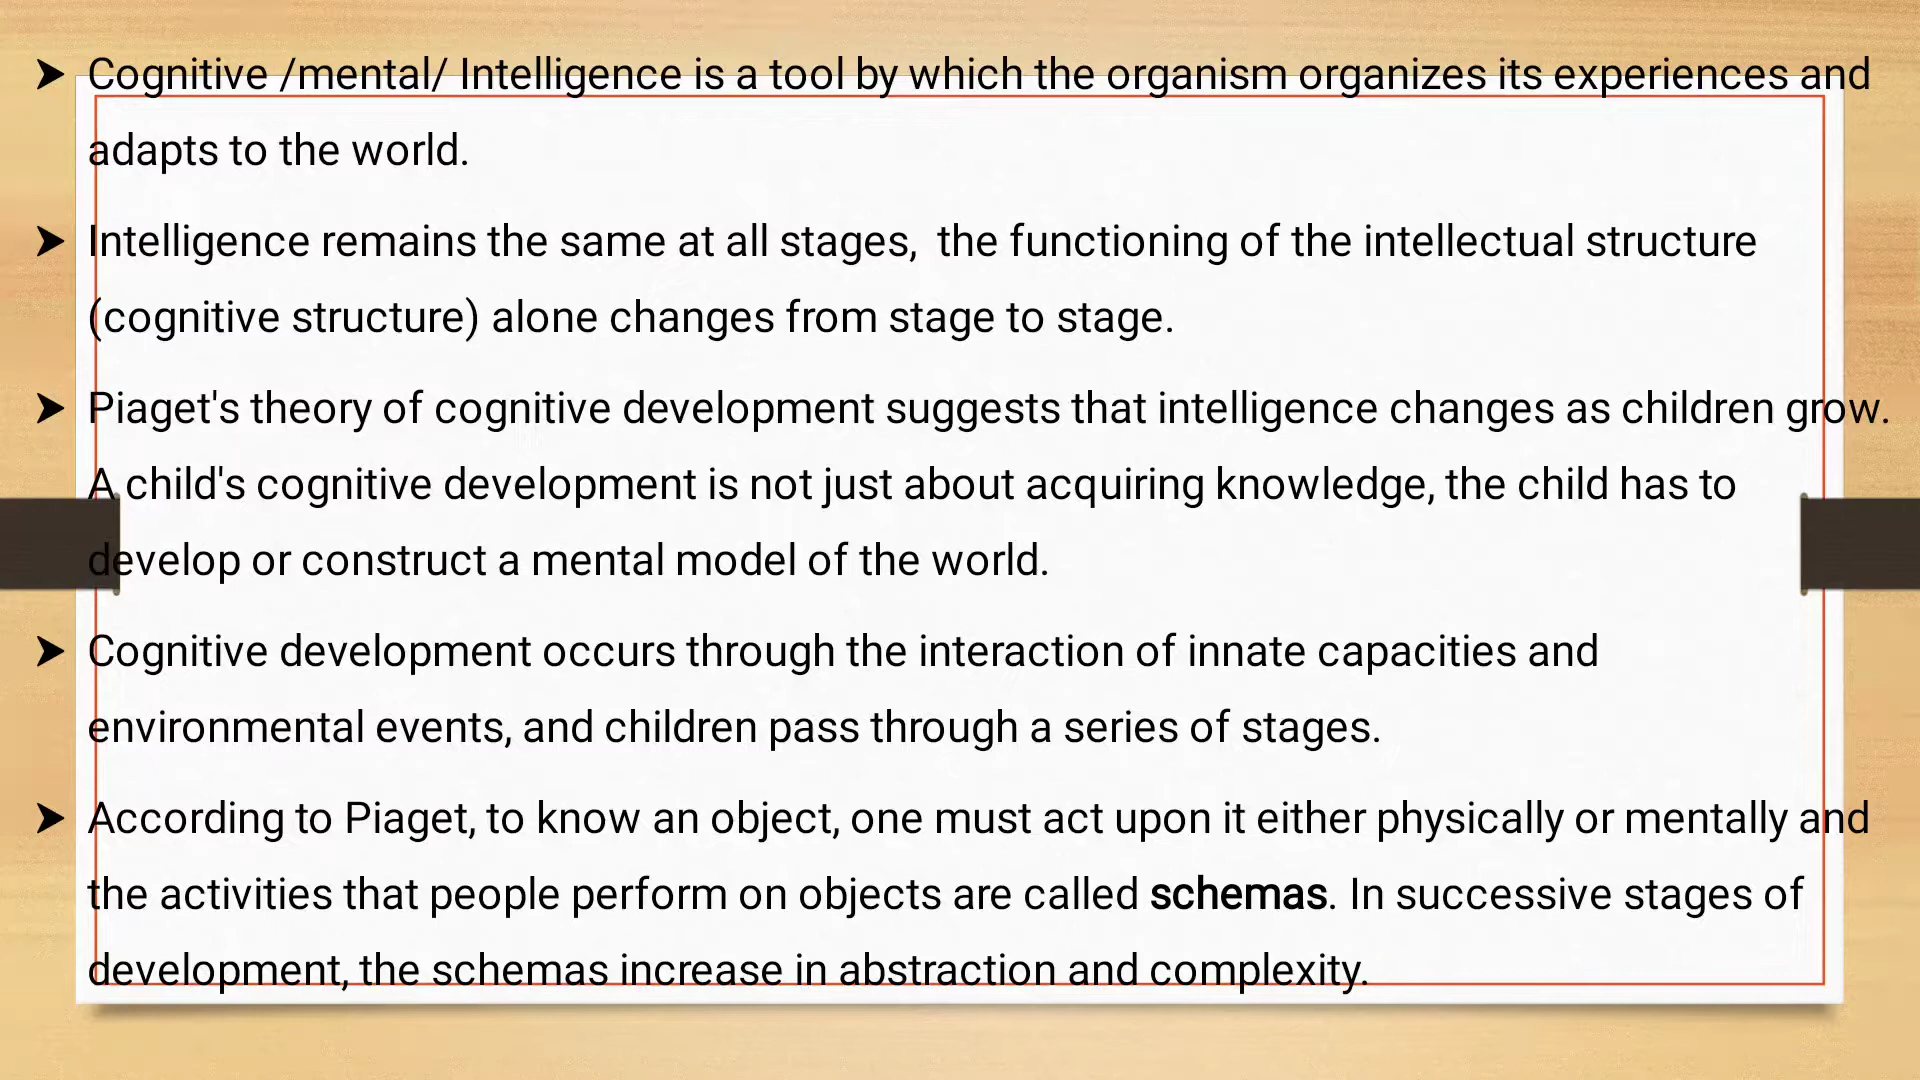 ➤ Cognitive /mental/ Intelligence is a tool by which the organism organizes its experiences and
adapts to the world.
➤ Intelligence remains the same at all stages,  the functioning of the intellectual structure
(cognitive structure) alone changes from stage to stage.
➤ Piaget's theory of cognitive development suggests that intelligence changes as children grow.
A child's cognitive development is not just about acquiring knowledge, the child has to
develop or construct a mental model of the world.
➤ Cognitive development occurs through the interaction of innate capacities and
environmental events, and children pass through a series of stages.
➤ According to Piaget, to know an object, one must act upon it either physically or mentally and
the activities that people perform on objects are called schemas. In successive stages of
development, the schemas increase in abstraction and complexity.